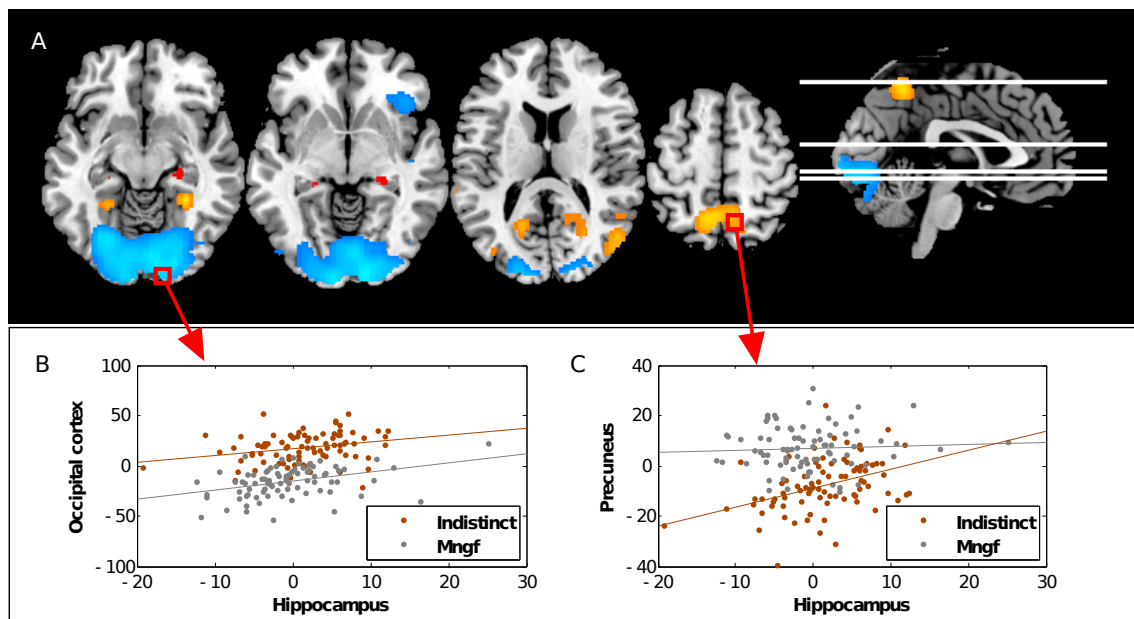 A
B
100
50
0
- 50
- 100
Occipital cortex
- 20
- 10
0
10
20
30
Hippocampus
Indistinct
Mngf
C
40
20
0
- 20
- 40
Precuneus
- 20
- 10
0
10
20
30
Hippocampus
Indistinct
Mngf